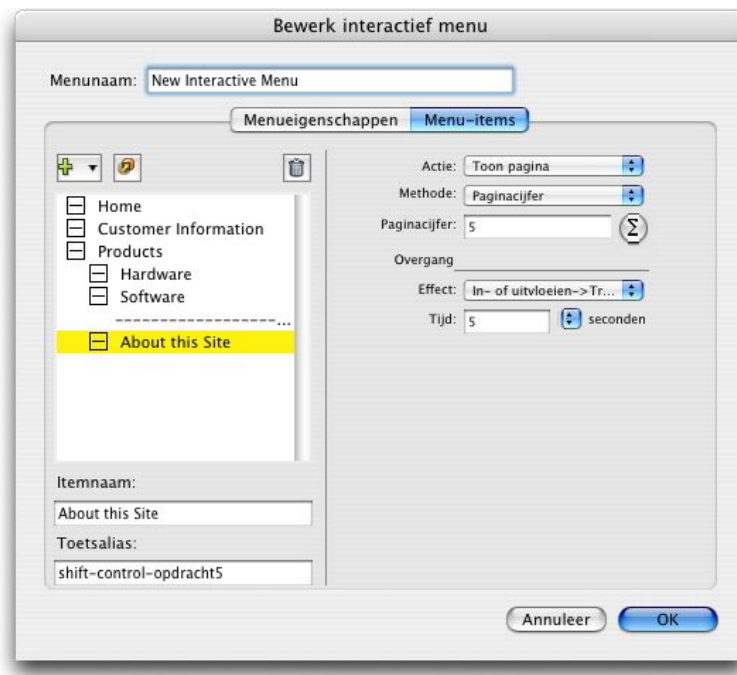 Bewerk interactief menu
Menunaam: New Interactive Menu
Menueigenschappen Menu-items
Home
Customer Information
Products
Hardware
Software
--------------------...
About this Site
Itemnaam:
About this Site
Toetsalias:
shift-control-opdracht5
Actie: Toon pagina
Methode: Paginacijfer
Paginacijfer: 5 Σ
Overgang
Effect: In- of uitvloeien->Tr...
Tijd: 5 seconden
Annuleer OK